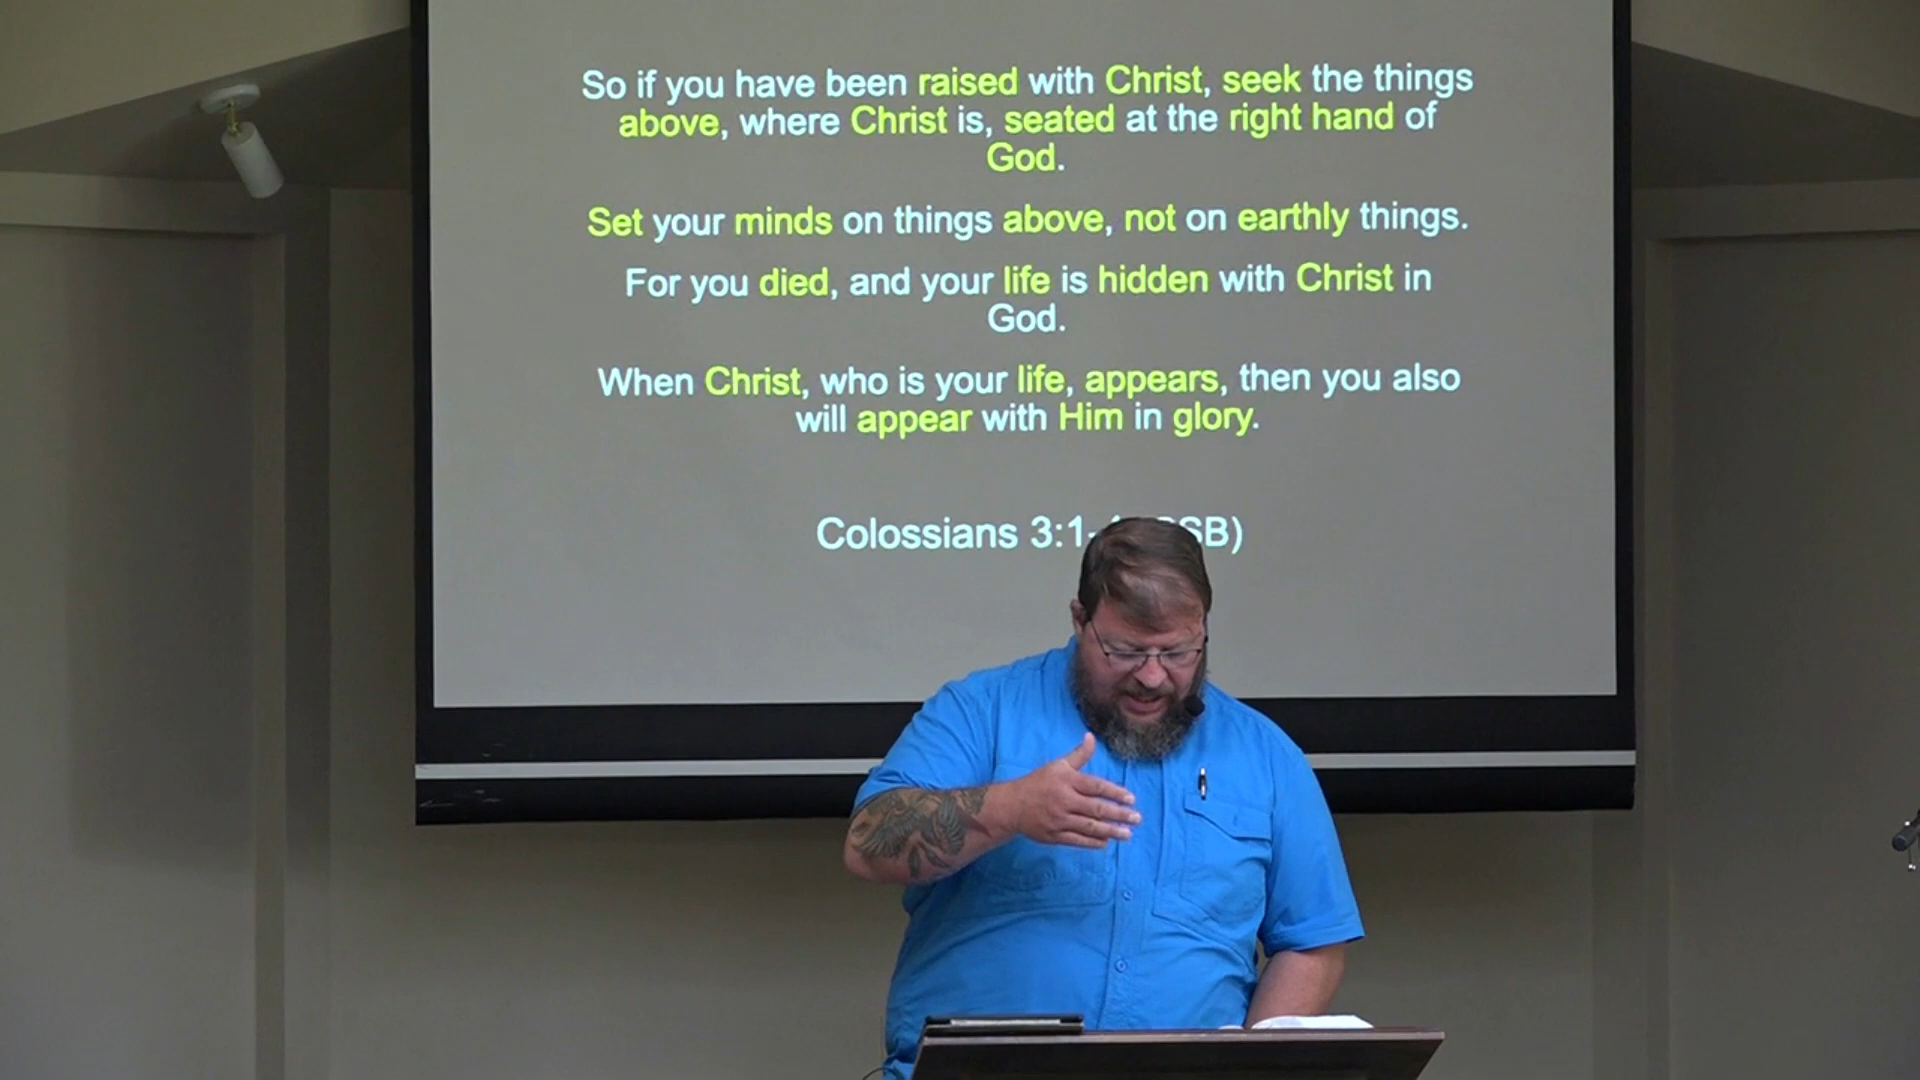 So if you have been raised with Christ, seek the things
above, where Christ is, seated at the right hand of
God.
Set your minds on things above, not on earthly things.
For you died, and your life is hidden with Christ in
God.
When Christ, who is your life, appears, then you also
will appear with Him in glory.
Colossians 3:1- SB)